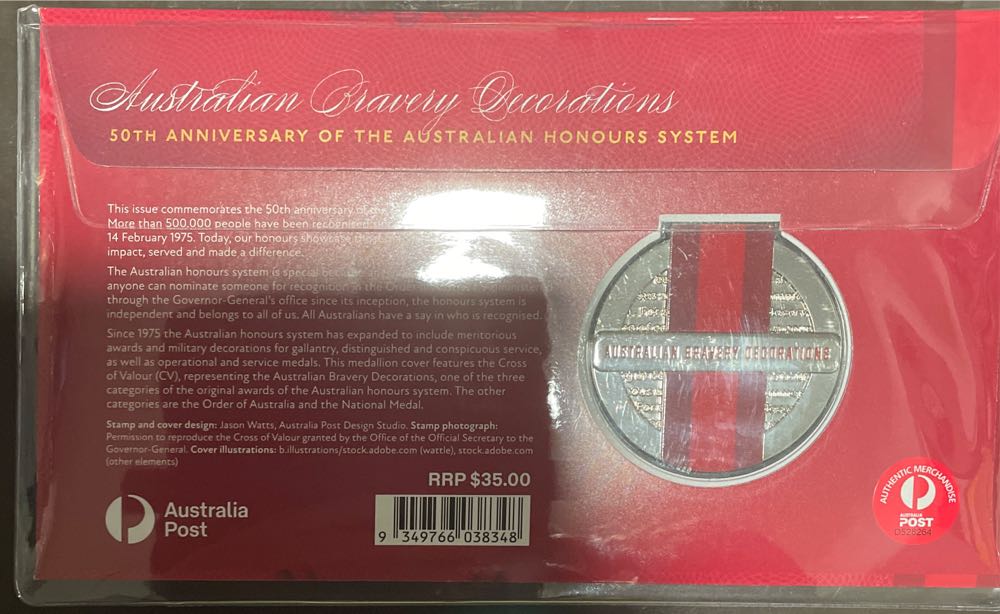 Australian Bravery Decorations
50TH ANNIVERSARY OF THE AUSTRALIAN HONOURS SYSTEM
This issue commemorates the 50th anniversary of the
More than 500,000 people have been recognised
14 February 1975. Today, our honours showcase
impact, served and made a difference.
The Australian honours system is special because
anyone can nominate someone for recognition in the Order
through the Governor-General's office since its inception, the honours system is
independent and belongs to all of us. All Australians have a say in who is recognised.
Since 1975 the Australian honours system has expanded to include meritorious
awards and military decorations for gallantry, distinguished and conspicuous service,
as well as operational and service medals. This medallion cover features the Cross
of Valour (CV), representing the Australian Bravery Decorations, one of the three
categories of the original awards of the Australian honours system. The other
categories are the Order of Australia and the National Medal.
Stamp and cover design: Jason Watts, Australia Post Design Studio. Stamp photograph:
Permission to reproduce the Cross of Valour granted by the Office of the Official Secretary to the
Governor-General. Cover illustrations: b.illustrations/stock.adobe.com (wattle), stock.adobe.com
(other elements)
RRP $35.00
Australia
Post
9 349766 038348
AUSTRALIAN BRAVERY DECORATIONS
AUTHENTIC MERCHANDISE
AUSTRALIA
POST
0528264